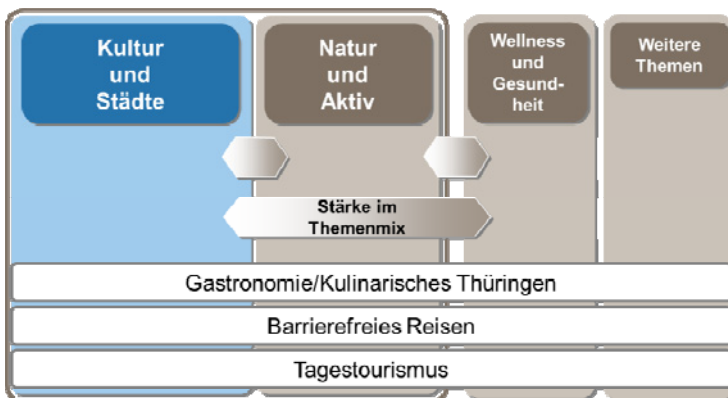 Kultur
und
Städte
Natur
und
Aktiv
Wellness
und
Gesund-
heit
Weitere
Themen
Stärke im
Themenmix
Gastronomie/Kulinarisches Thüringen
Barrierefreies Reisen
Tagestourismus